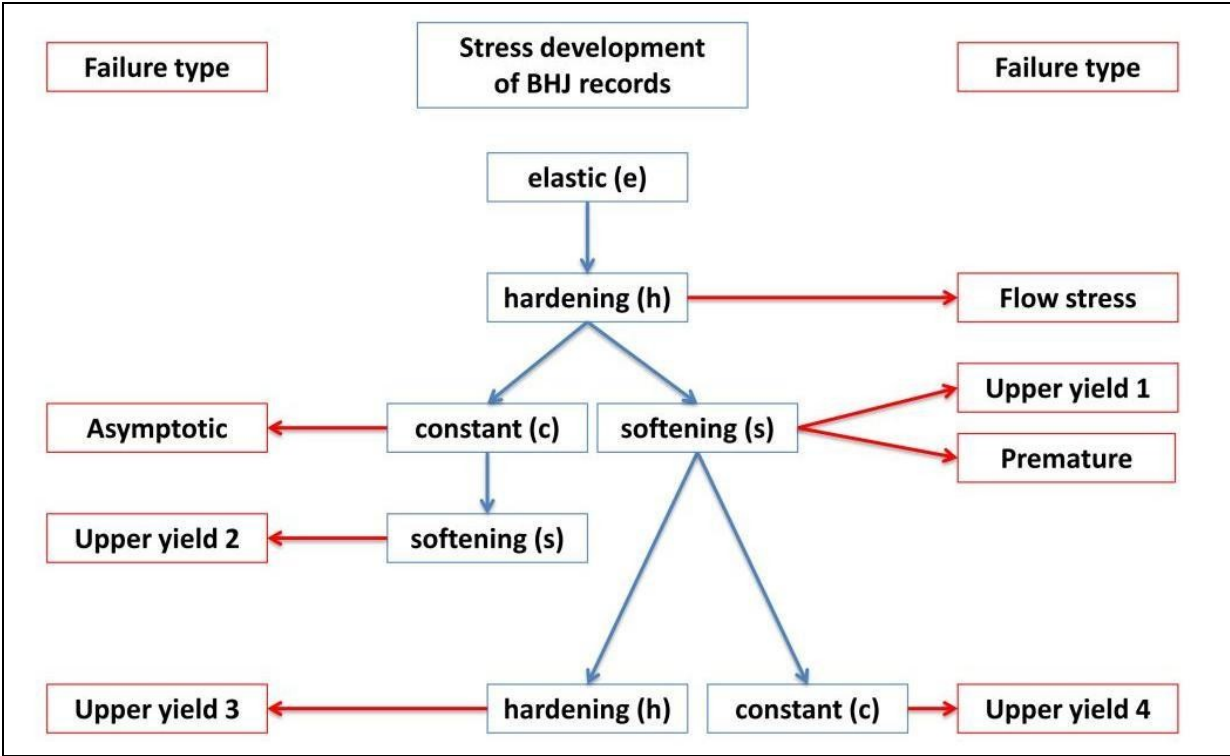 Failure type
Stress development
of BHJ records
Failure type
elastic (e)
hardening (h)
Flow stress
Upper yield 1
Asymptotic
constant (c)
softening (s)
Premature
Upper yield 2
softening (s)
Upper yield 3
hardening (h)
constant (c)
Upper yield 4